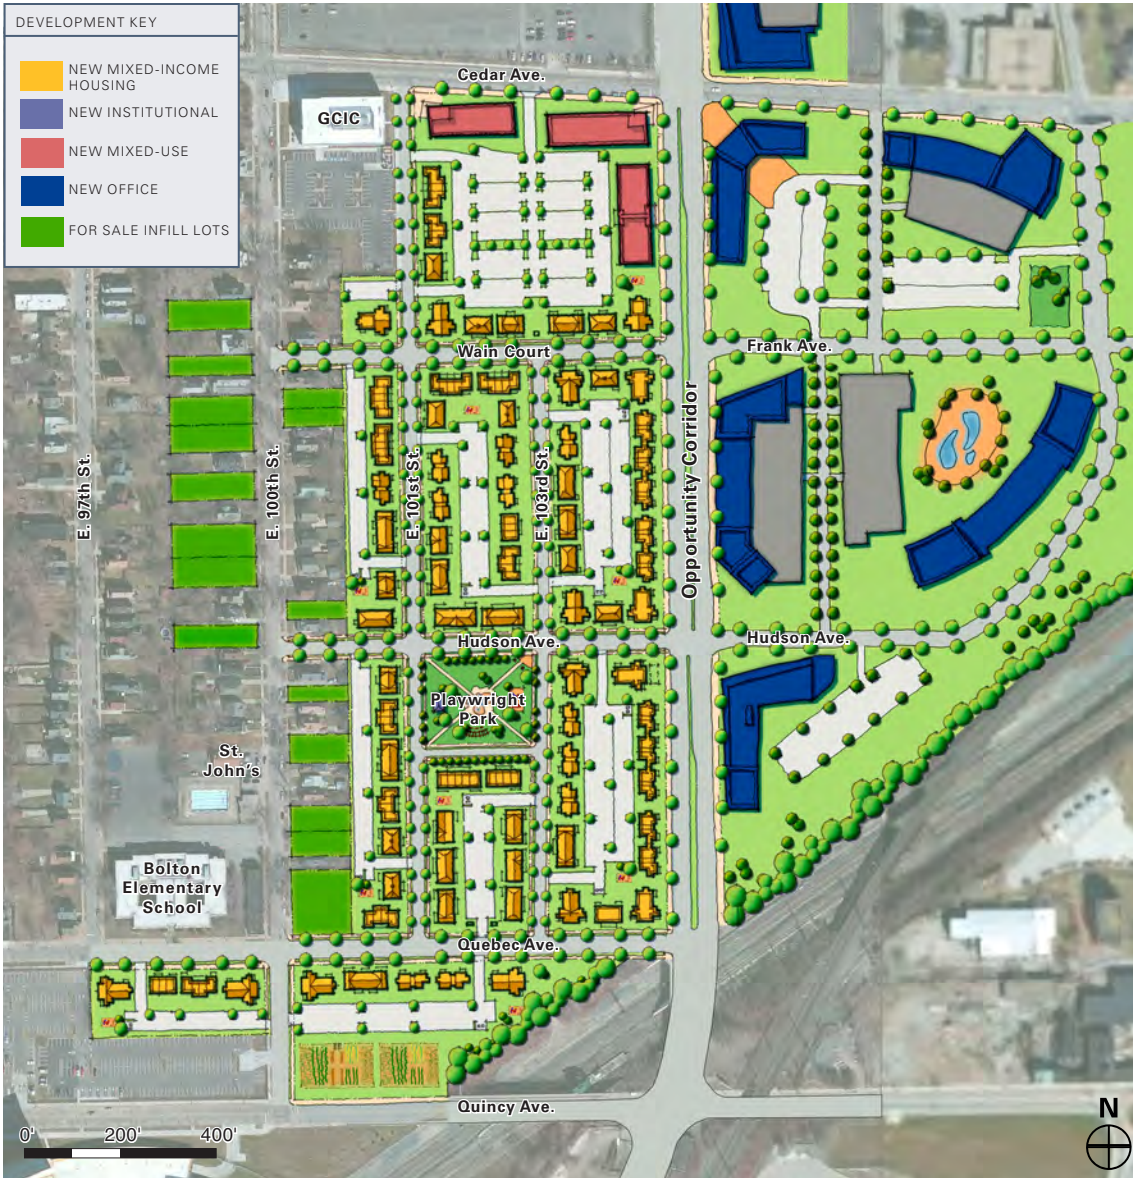 DEVELOPMENT KEY
NEW MIXED-INCOME
HOUSING
NEW INSTITUTIONAL
NEW MIXED-USE
NEW OFFICE
FOR SALE INFILL LOTS
Cedar Ave.
GCIC
Wain Court
Frank Ave.
E. 97th St.
E. 100th St.
E. 101st St.
E. 103rd St.
Opportunity Corridor
Hudson Ave.
Hudson Ave.
Playwright
Park
St.
John's
Bolton
Elementary
School
Quebec Ave.
Quincy Ave.
0'
200'
400'
N